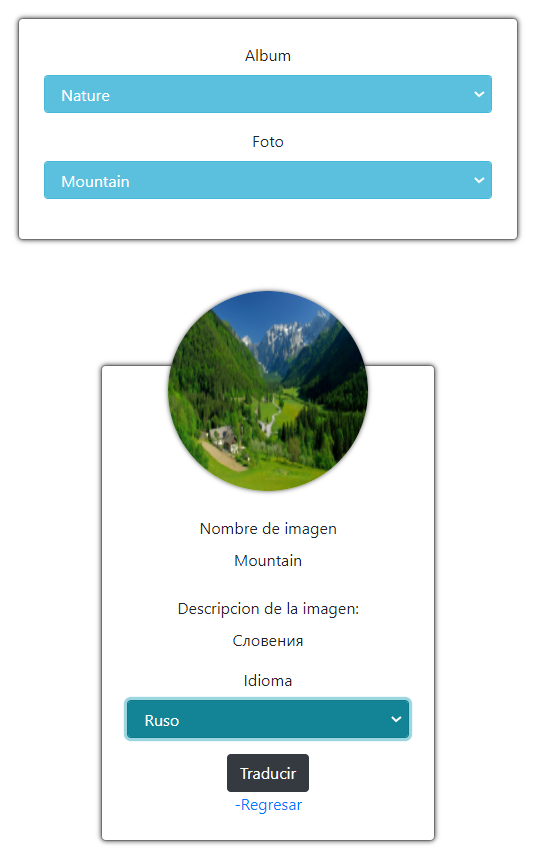 Album
Nature
Foto
Mountain
Nombre de imagen
Mountain
Descripcion de la imagen:
Словения
Idioma
Ruso
Traducir
-Regresar